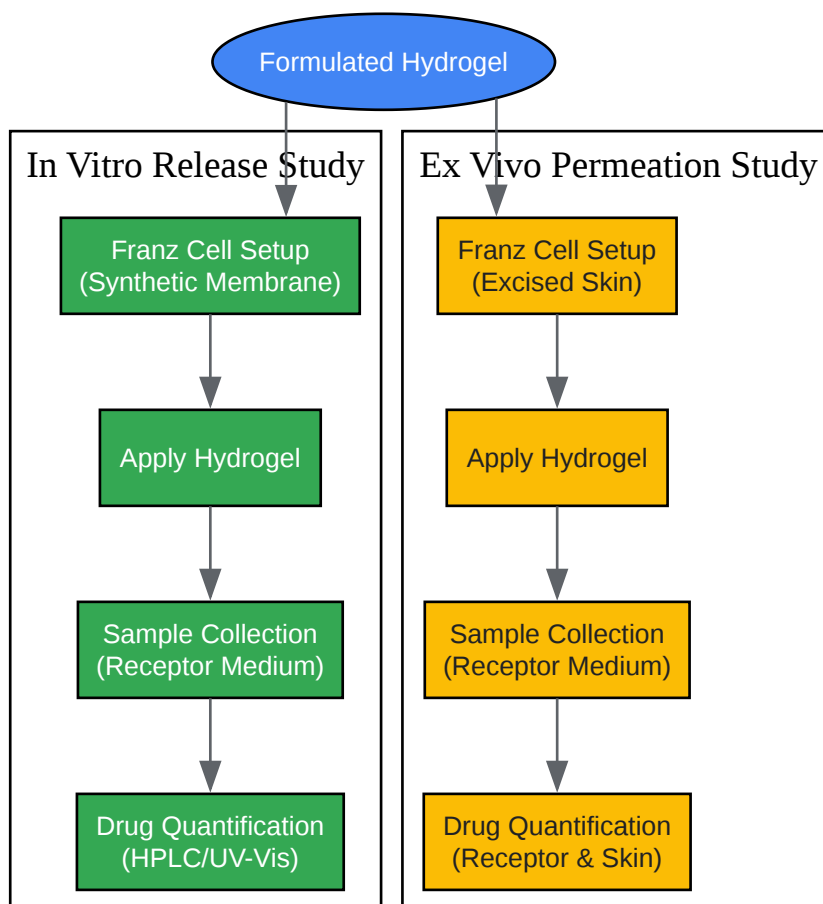 Formulated Hydrogel
In Vitro Release Study
Franz Cell Setup
(Synthetic Membrane)
Apply Hydrogel
Sample Collection
(Receptor Medium)
Drug Quantification
(HPLC/UV-Vis)
Ex Vivo Permeation Study
Franz Cell Setup
(Excised Skin)
Apply Hydrogel
Sample Collection
(Receptor Medium)
Drug Quantification
(Receptor & Skin)